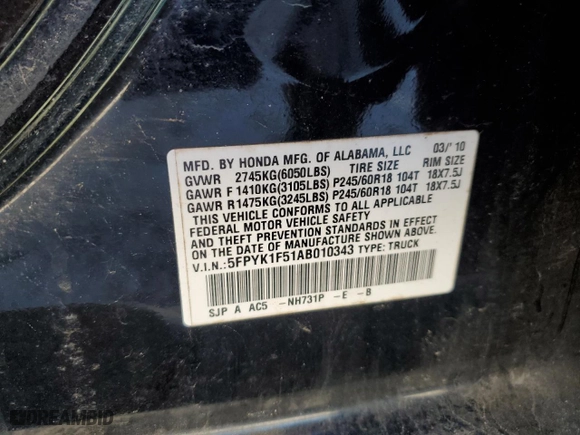 MFD. BY HONDA MFG. OF ALABAMA, LLC 03/'10
GVWR 2745KG(6050LBS) TIRE SIZE RIM SIZE
GAWR F 1410KG(3105LBS) P245/60R18 104T 18X7.5J
GAWR R1475KG(3245LBS) P245/60R18 104T 18X7.5J
THIS VEHICLE CONFORMS TO ALL APPLICABLE
FEDERAL MOTOR VEHICLE SAFETY
AND THEFT PREVENTION STANDARDS IN EFFECT
ON THE DATE OF MANUFACTURE SHOWN ABOVE.
V.I.N.:5FPYK1F51AB010343 TYPE: TRUCK
SJP A AC5 -NH731P -E -B
DREAMBID